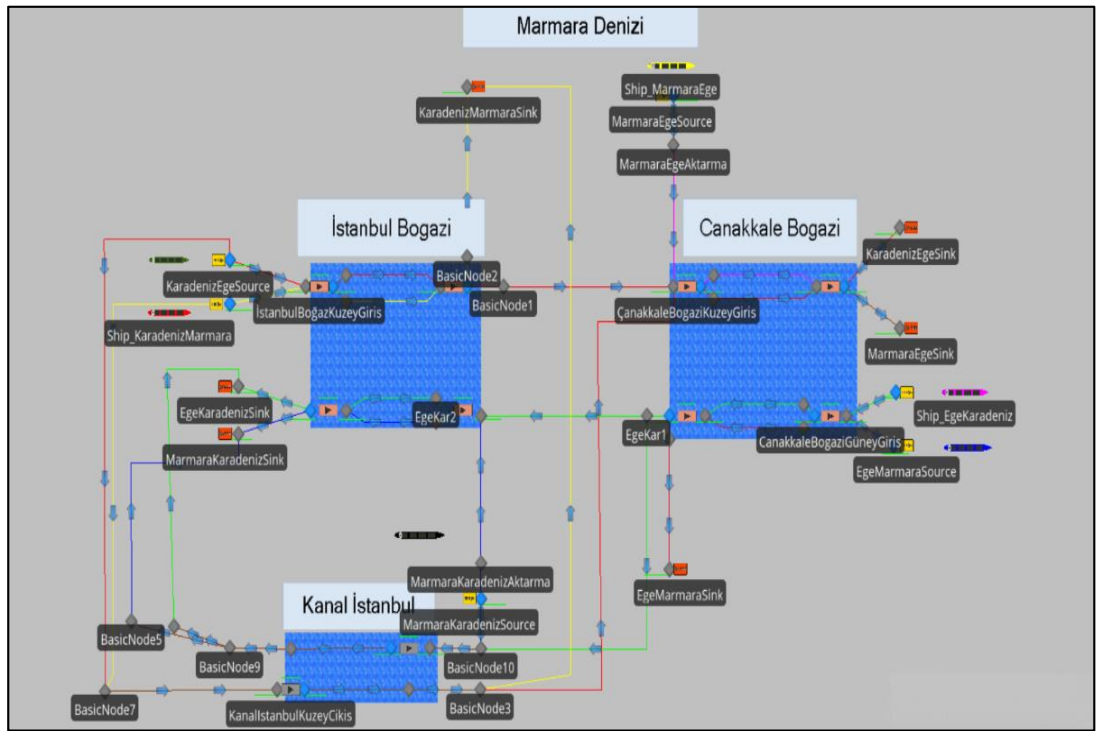 Marmara Denizi
Ship_MarmaraEge
KaradenizMarmaraSink
MarmaraEgeSource
MarmaraEgeAktarma
İstanbul Bogazi
Canakkale Bogazi
KaradenizEgeSink
BasicNode2
KaradenizEgeSource
BasicNode1
İstanbulBogazKuzeyGiris
ÇanakkaleBogaziKuzeyGiris
Ship_KaradenizMarmara
MarmaraEgeSink
EgeKaradenizSink
EgeKar2
Ship_EgeKaradeniz
EgeKar1
CanakkaleBogaziGüneyGiris
MarmaraKaradenizSink
EgeMarmaraSource
MarmaraKaradenizAktarma
EgeMarmaraSink
Kanal İstanbul
MarmaraKaradenizSource
BasicNode5
BasicNode9
BasicNode10
BasicNode7
KanalIstanbulKuzeyCikis
BasicNode3